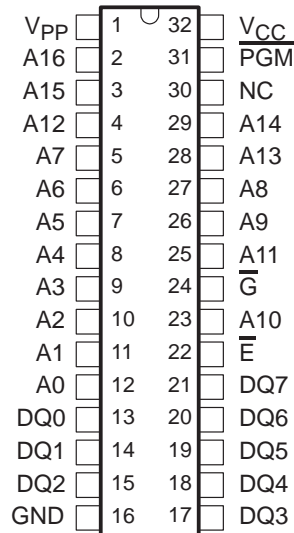 VPP 1 32 VCC
A16 2 31 P̅G̅M̅
A15 3 30 NC
A12 4 29 A14
A7 5 28 A13
A6 6 27 A8
A5 7 26 A9
A4 8 25 A11
A3 9 24 G̅
A2 10 23 A10
A1 11 22 E̅
A0 12 21 DQ7
DQ0 13 20 DQ6
DQ1 14 19 DQ5
DQ2 15 18 DQ4
GND 16 17 DQ3